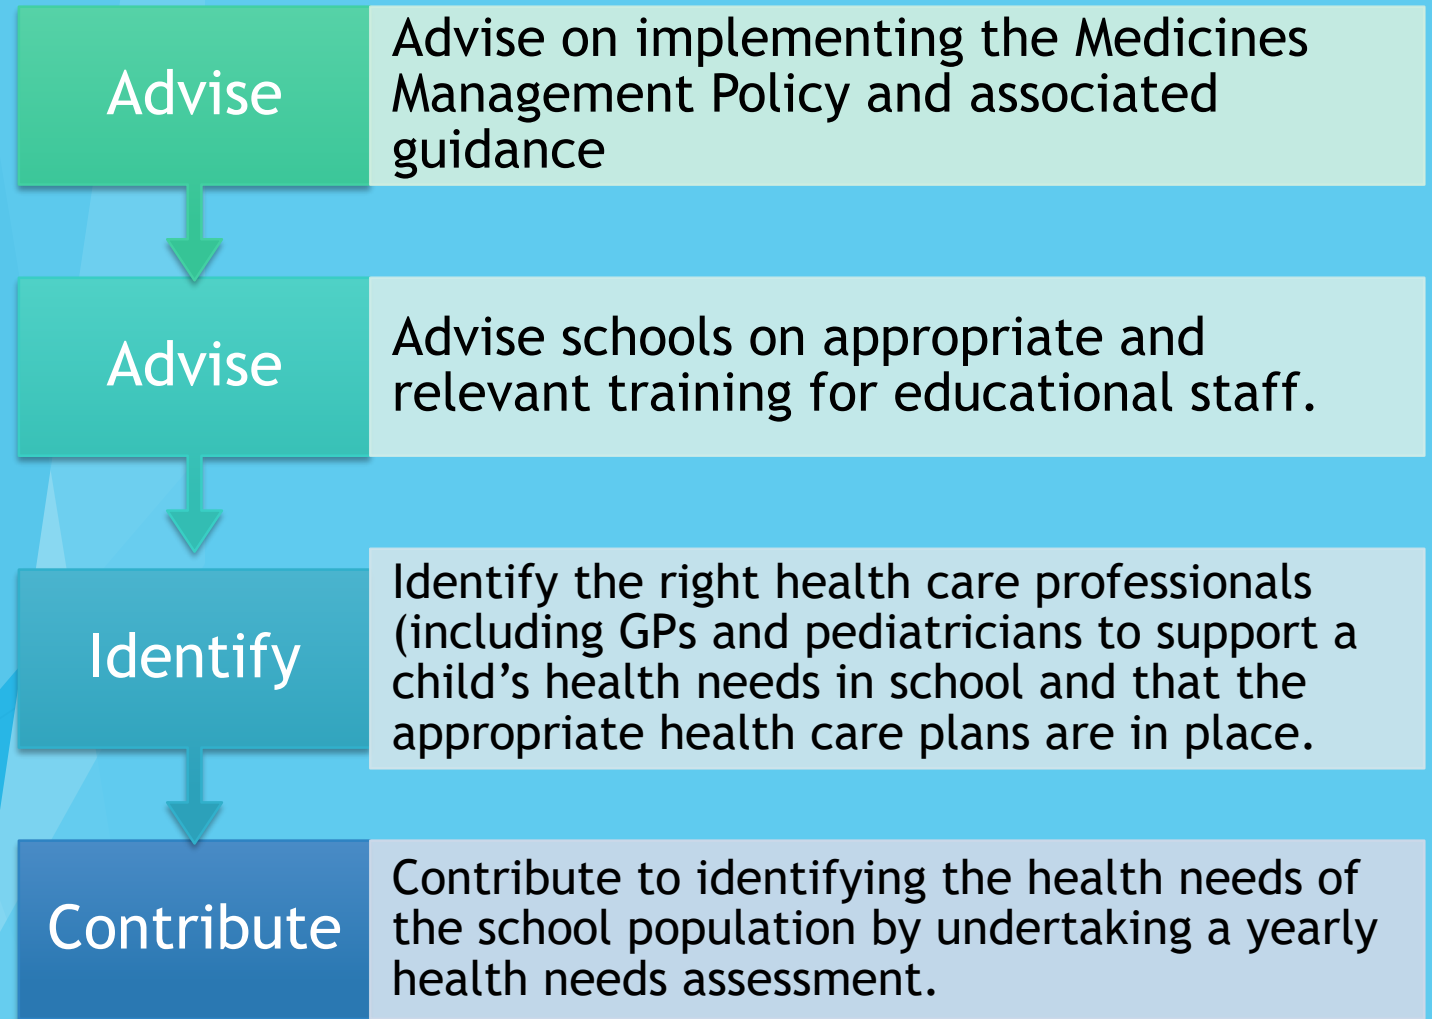 Advise
Advise on implementing the Medicines
Management Policy and associated
guidance
Advise
Advise schools on appropriate and
relevant training for educational staff.
Identify
Identify the right health care professionals
(including GPs and pediatricians to support a
child’s health needs in school and that the
appropriate health care plans are in place.
Contribute
Contribute to identifying the health needs of
the school population by undertaking a yearly
health needs assessment.